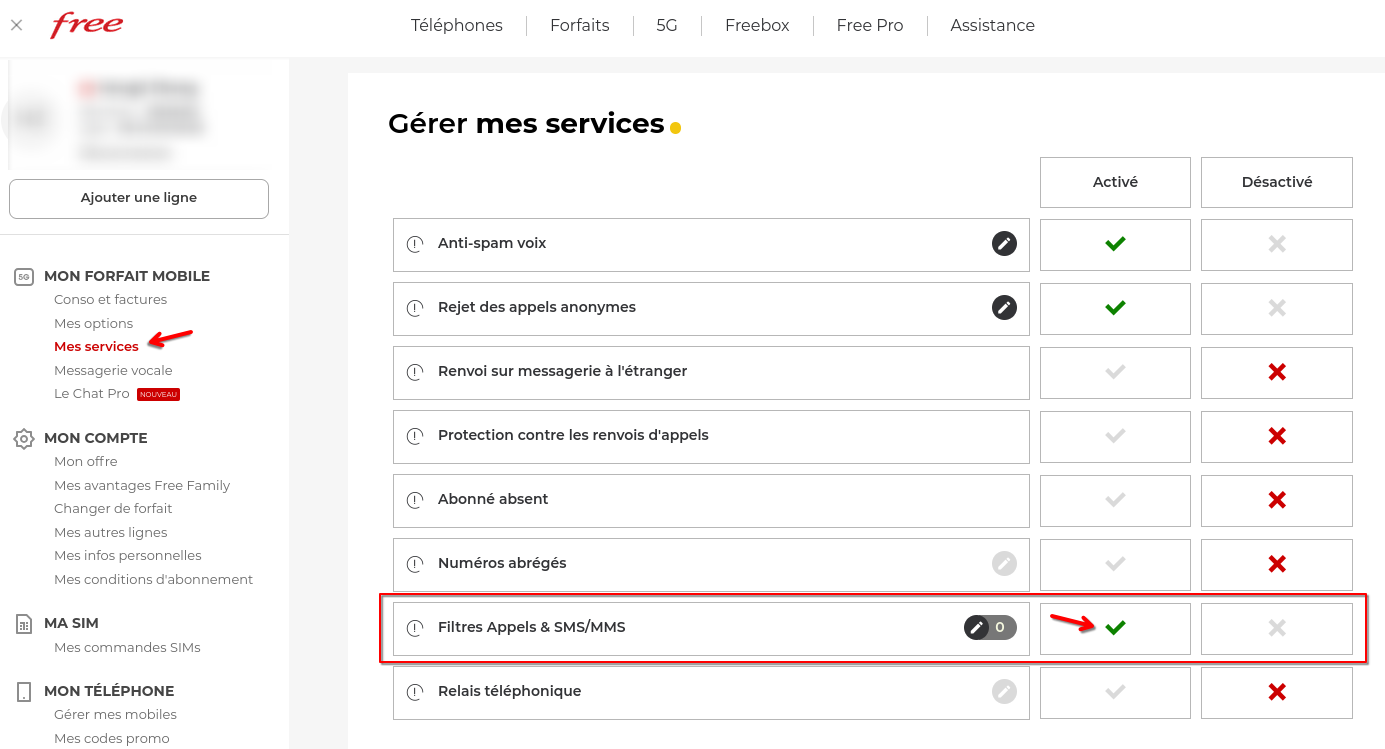 free
Téléphones
Forfaits
5G
Freebox
Free Pro
Assistance
Ajouter une ligne
5G MON FORFAIT MOBILE
Conso et factures
Mes options
Mes services
Messagerie vocale
Le Chat Pro NOUVEAU
MON COMPTE
Mon offre
Mes avantages Free Family
Changer de forfait
Mes autres lignes
Mes infos personnelles
Mes conditions d'abonnement
MA SIM
Mes commandes SIMs
MON TÉLÉPHONE
Gérer mes mobiles
Mes codes promo
Gérer mes services
Activé
Désactivé
Anti-spam voix
Rejet des appels anonymes
Renvoi sur messagerie à l'étranger
Protection contre les renvois d'appels
Abonné absent
Numéros abrégés
Filtres Appels & SMS/MMS 0
Relais téléphonique